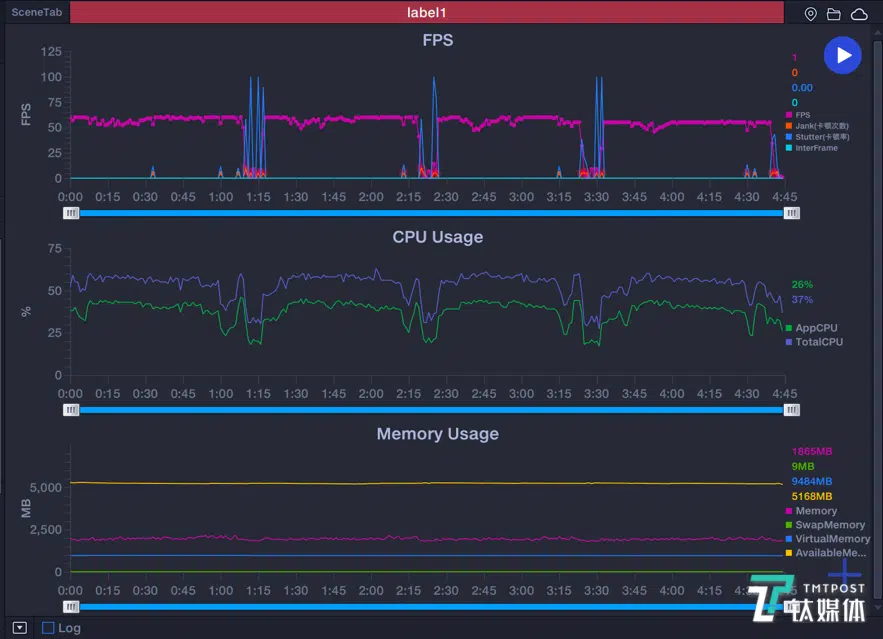 SceneTab
label1
FPS
125
100
75
50
25
0
FPS
1
0
0.00
0
FPS
Jank(卡顿次数)
Stutter(卡顿率)
InterFrame
0:00 0:15 0:30 0:45 1:00 1:15 1:30 1:45 2:00 2:15 2:30 2:45 3:00 3:15 3:30 3:45 4:00 4:15 4:30 4:45
CPU Usage
75
50
25
0
%
26%
37%
AppCPU
TotalCPU
0:00 0:15 0:30 0:45 1:00 1:15 1:30 1:45 2:00 2:15 2:30 2:45 3:00 3:15 3:30 3:45 4:00 4:15 4:30 4:45
Memory Usage
5,000
2,500
0
MB
1865MB
9MB
9484MB
5168MB
Memory
SwapMemory
VirtualMemory
AvailableMe...
0:00 0:15 0:30 0:45 1:00 1:15 1:30 1:45 2:00 2:15 2:30 2:45 3:00 3:15 3:30 3:45 4:00 4:15
TMTPOST
钛媒体
Log